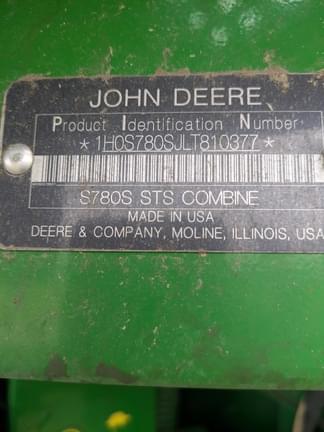 JOHN DEERE
Product Identification Number
*1H0S780SJLT810377*
S780S STS COMBINE
MADE IN USA
DEERE & COMPANY, MOLINE, ILLINOIS, USA